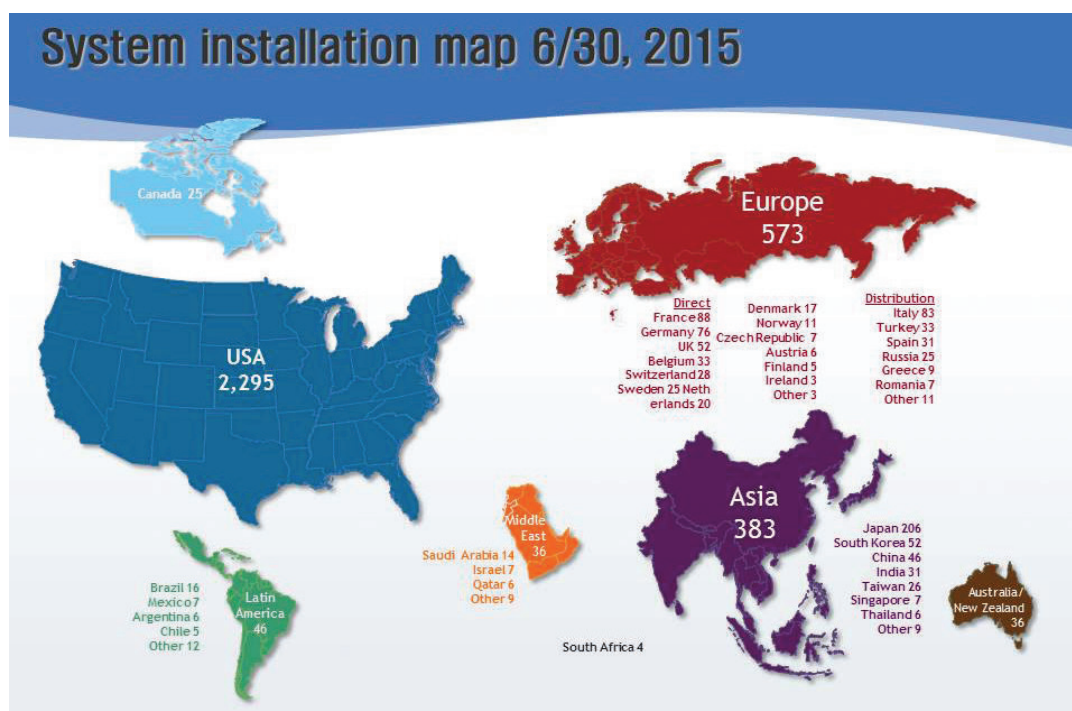 System installation map 6/30, 2015
Canada 25
USA
2,295
Europe
573
Direct
France 88
Germany 76
UK 52
Belgium 33
Switzerland 28
Sweden 25 Neth
erlands 20
Denmark 17
Norway 11
Czech Republic 7
Austria 6
Finland 5
Ireland 3
Other 3
Distribution
Italy 83
Turkey 33
Spain 31
Russia 25
Greece 9
Romania 7
Other 11
Middle
East
36
Saudi Arabia 14
Israel 7
Qatar 6
Other 9
Asia
383
Japan 206
South Korea 52
China 46
India 31
Taiwan 26
Singapore 7
Thailand 6
Other 9
Australia/
New Zealand
36
Brazil 16
Mexico 7
Argentina 6
Chile 5
Other 12
Latin
America
46
South Africa 4